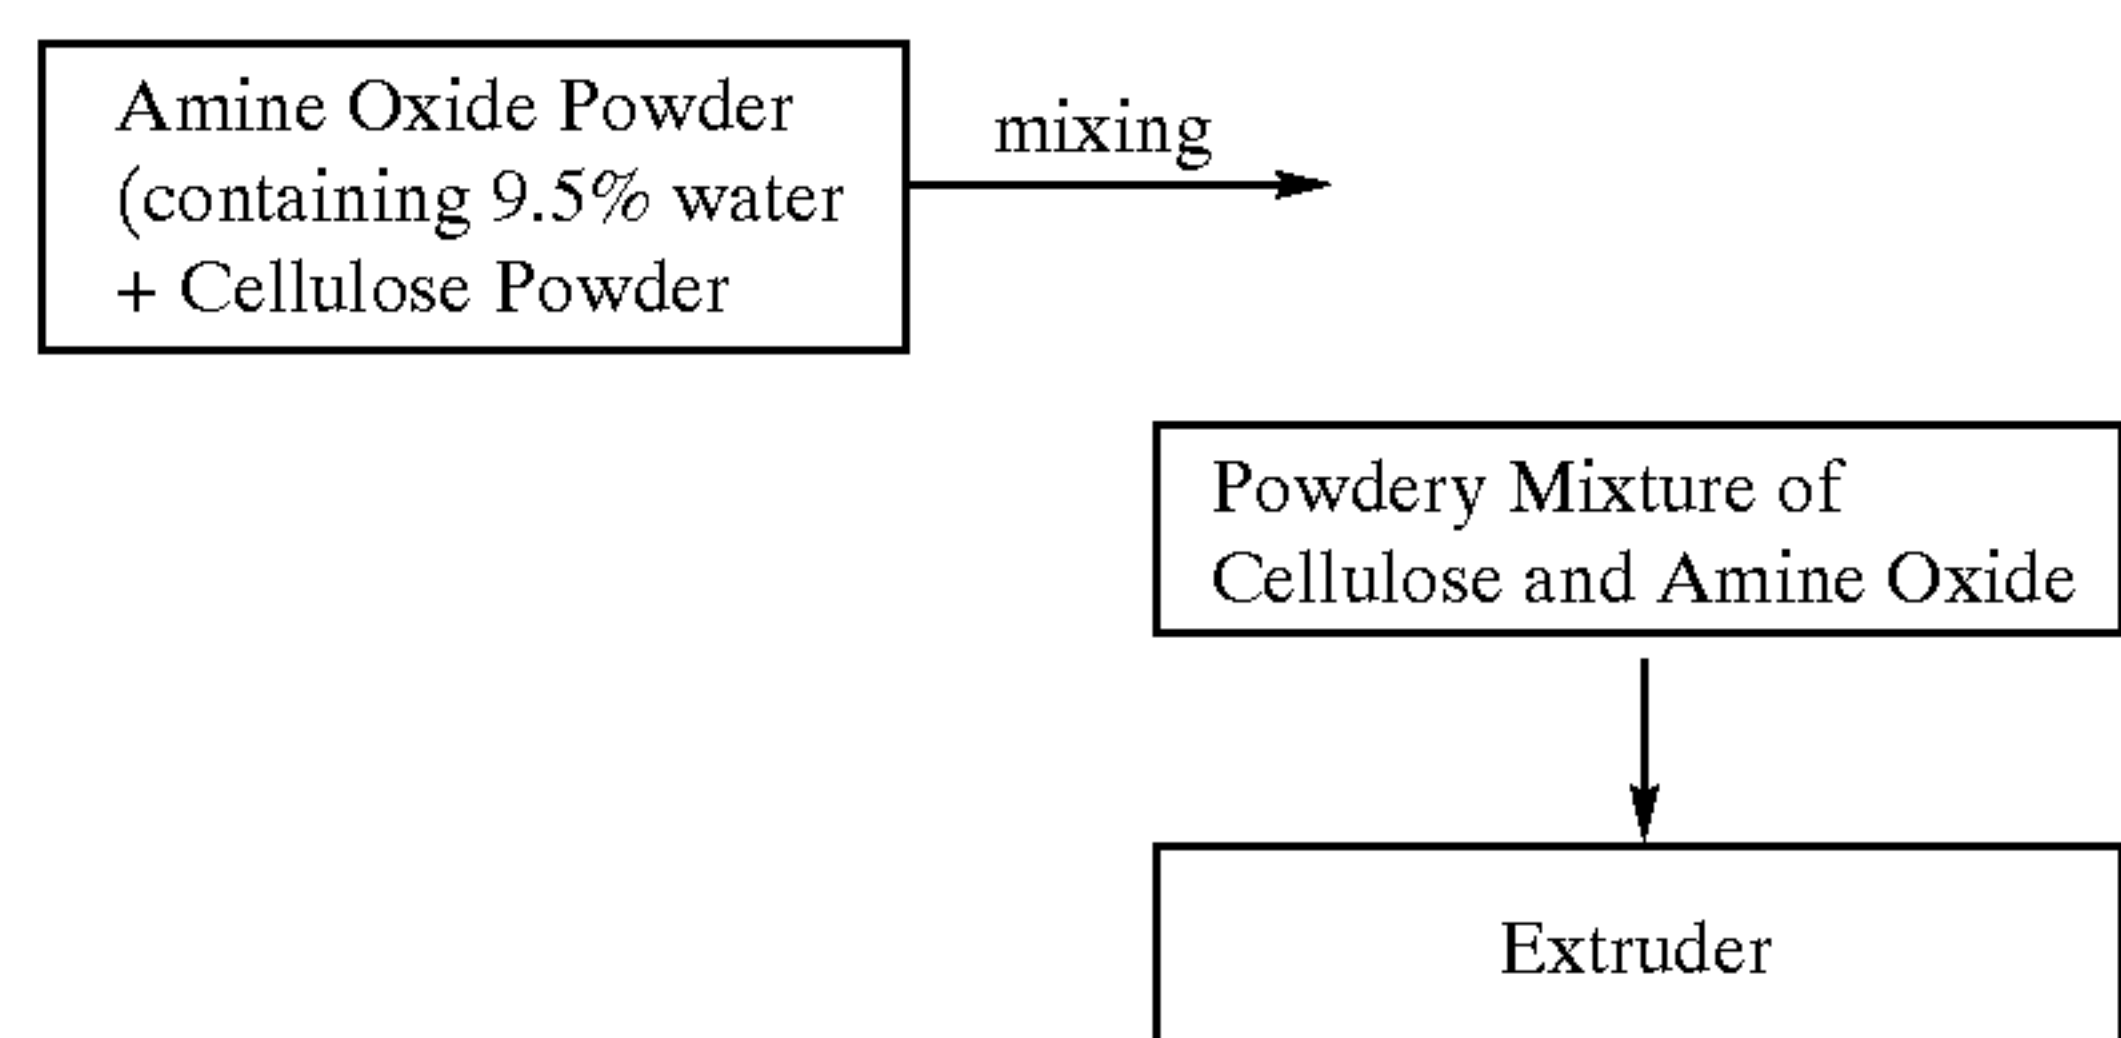 Amine Oxide Powder
(containing 9.5% water
+ Cellulose Powder
mixing
Powdery Mixture of
Cellulose and Amine Oxide
Extruder